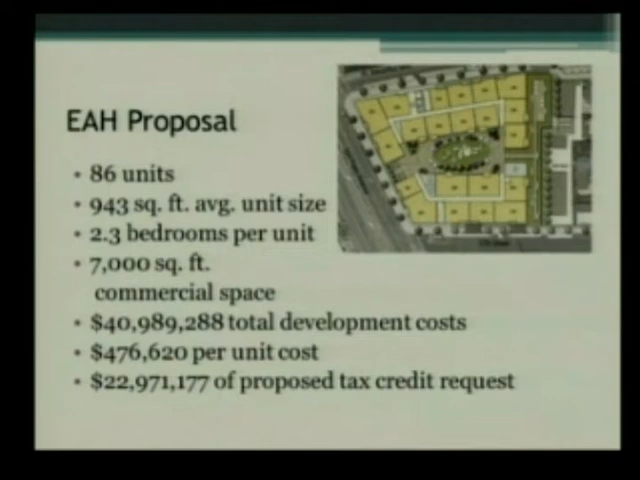 EAH Proposal
• 86 units
• 943 sq. ft. avg. unit size
• 2.3 bedrooms per unit
• 7,000 sq. ft.
commercial space
• $40,989,288 total development costs
• $476,620 per unit cost
• $22,971,177 of proposed tax credit request